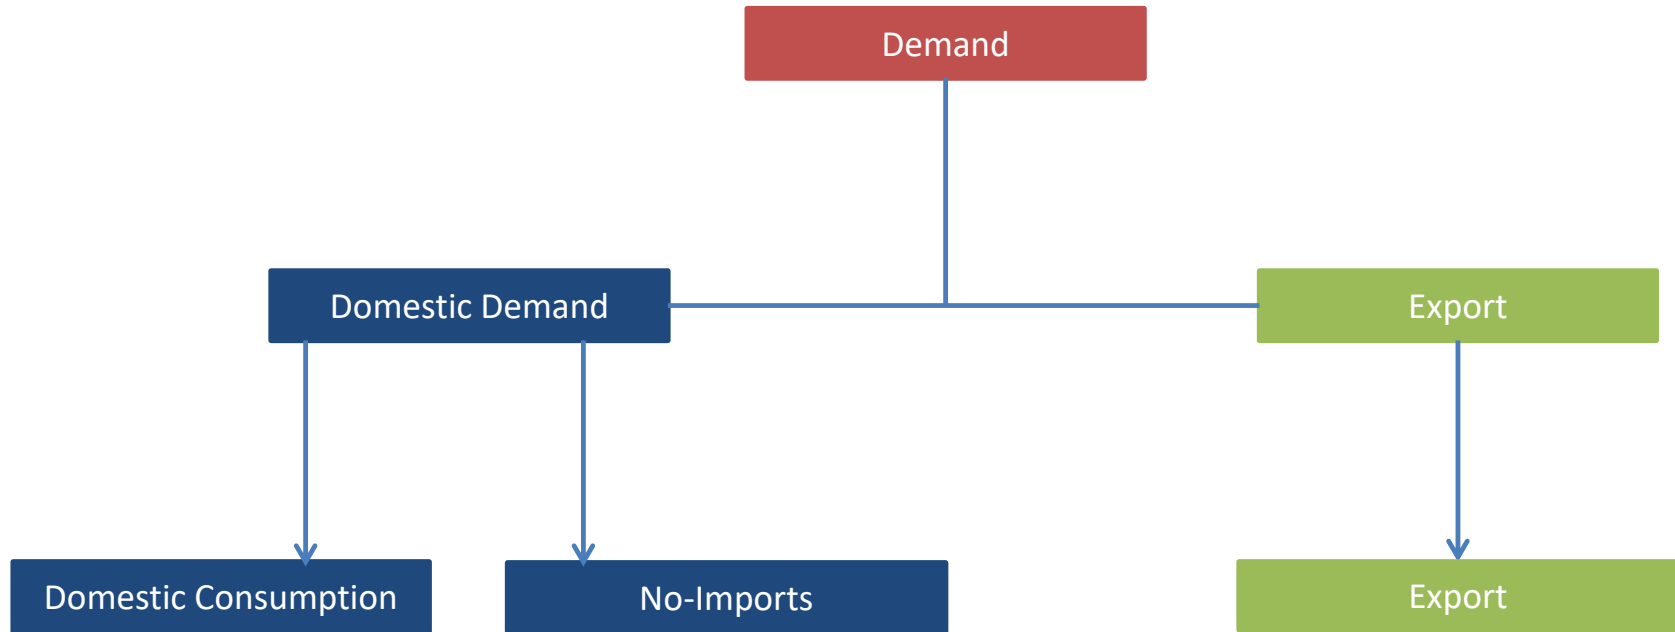 Demand
Domestic Demand
Export
Domestic Consumption
No-Imports
Export